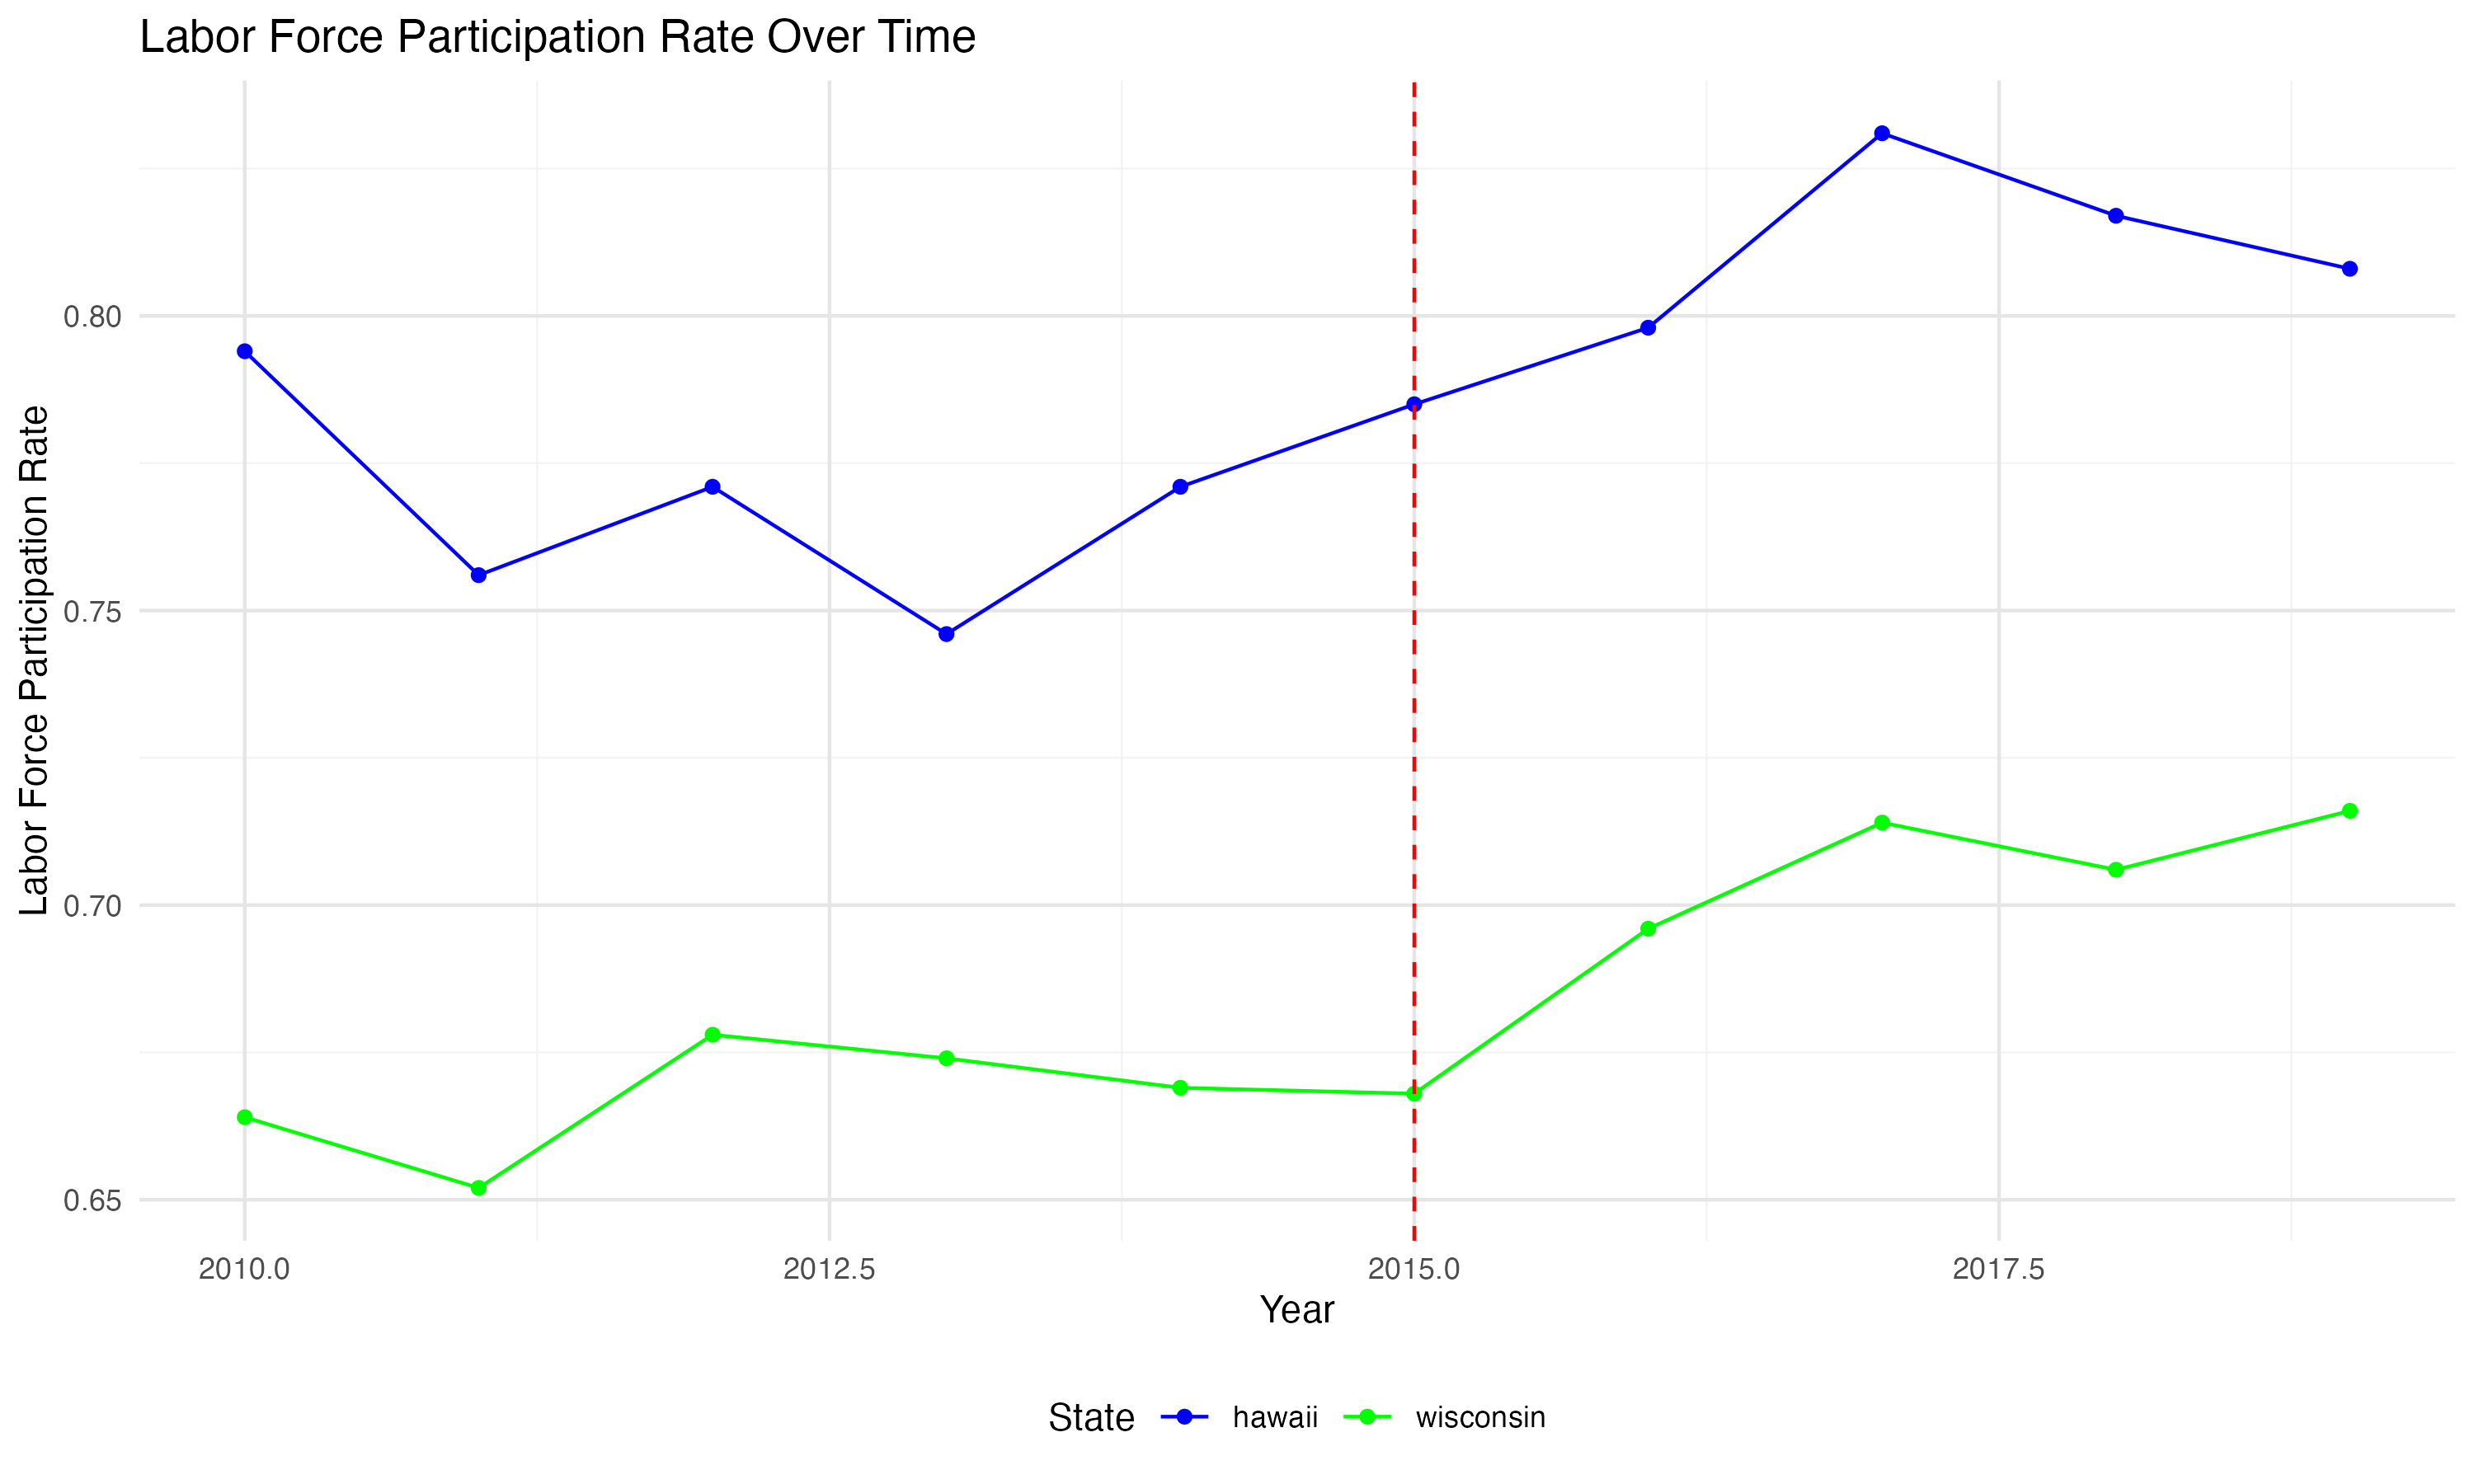 Labor Force Participation Rate Over Time
Labor Force Participation Rate
0.80
0.75
0.70
0.65
2010.0 2012.5 2015.0 2017.5
Year
State hawaii wisconsin